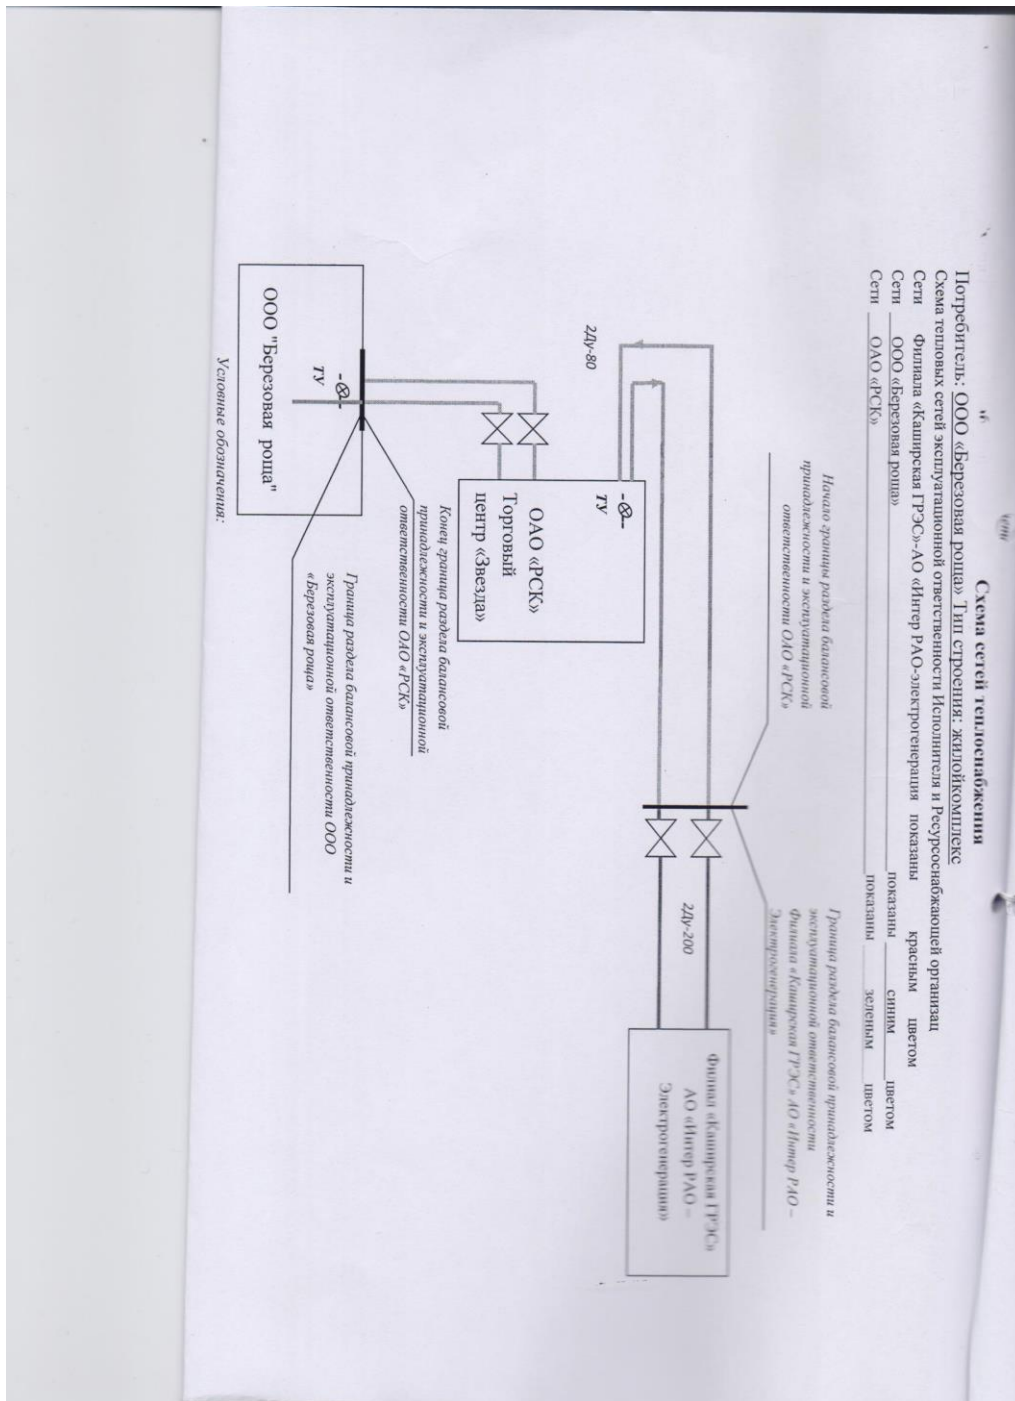 Схема сетей теплоснабжения
Потребитель: ООО «Березовая роща» Тип строения: жилойкомплекс
Схема тепловых сетей эксплуатационной ответственности Исполнителя и Ресурсоснабжающей организац
Сети Филиала «Каширская ГРЭС»-АО «Интер РАО-электрогенерация показаны красным цветом
Сети ООО «Березовая роща» показаны синим цветом
Сети ОАО «РСК» показаны зеленым цветом
Начало границы раздела балансовой
принадлежности и эксплуатационной
ответственности ОАО «РСК»
Граница раздела балансовой принадлежности и
эксплуатационной ответственности
Филиала «Каширская ГРЭС» АО «Интер РАО –
Электрогенерация»
2Ду-200
Филиал «Каширская ГРЭС»
АО «Интер РАО –
Электрогенерация»
2Ду-80
ТУ
ОАО «РСК»
Торговый
центр «Звезда»
Конец граница раздела балансовой
принадлежности и эксплуатационной
ответственности ОАО «РСК»
Граница раздела балансовой принадлежности и
эксплуатационной ответственности ООО
«Березовая роща»
ТУ
ООО "Березовая роща"
Условные обозначения: